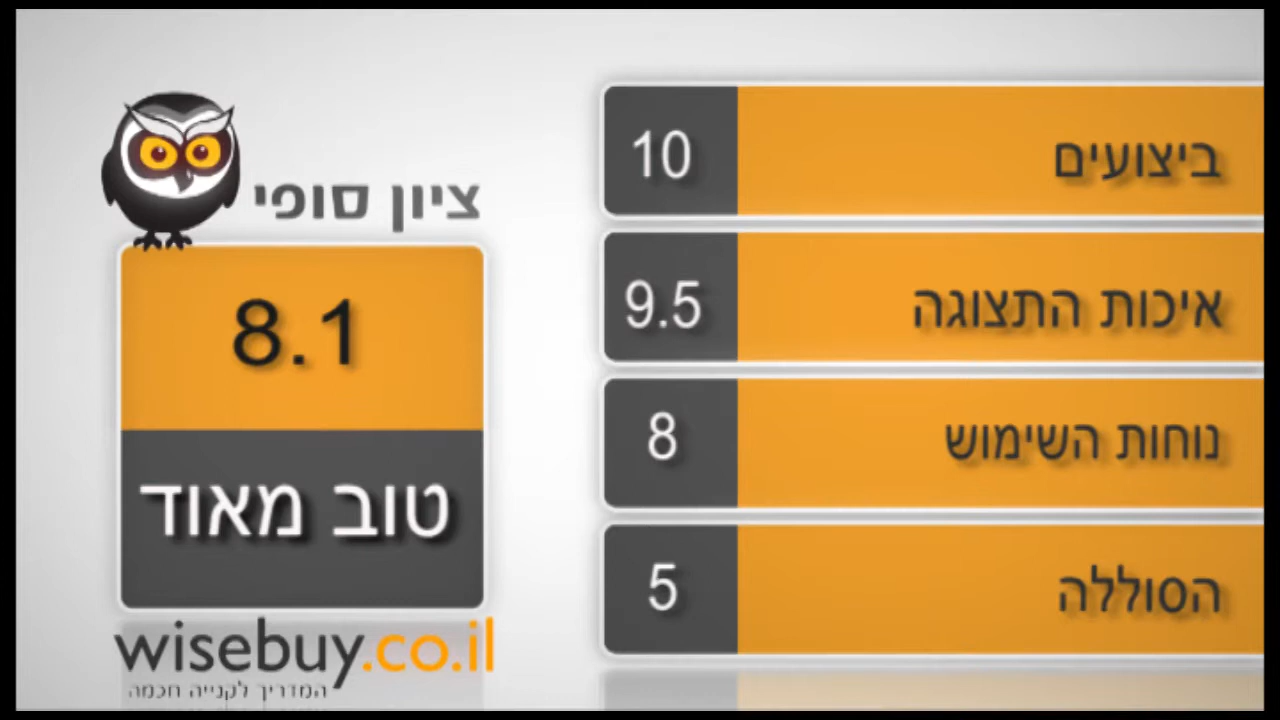 ציון סופי
8.1
טוב מאוד
wisebuy.co.il
המדריך לקנייה חכמה
ביצועים 10
איכות התצוגה 9.5
נוחות השימוש 8
הסוללה 5